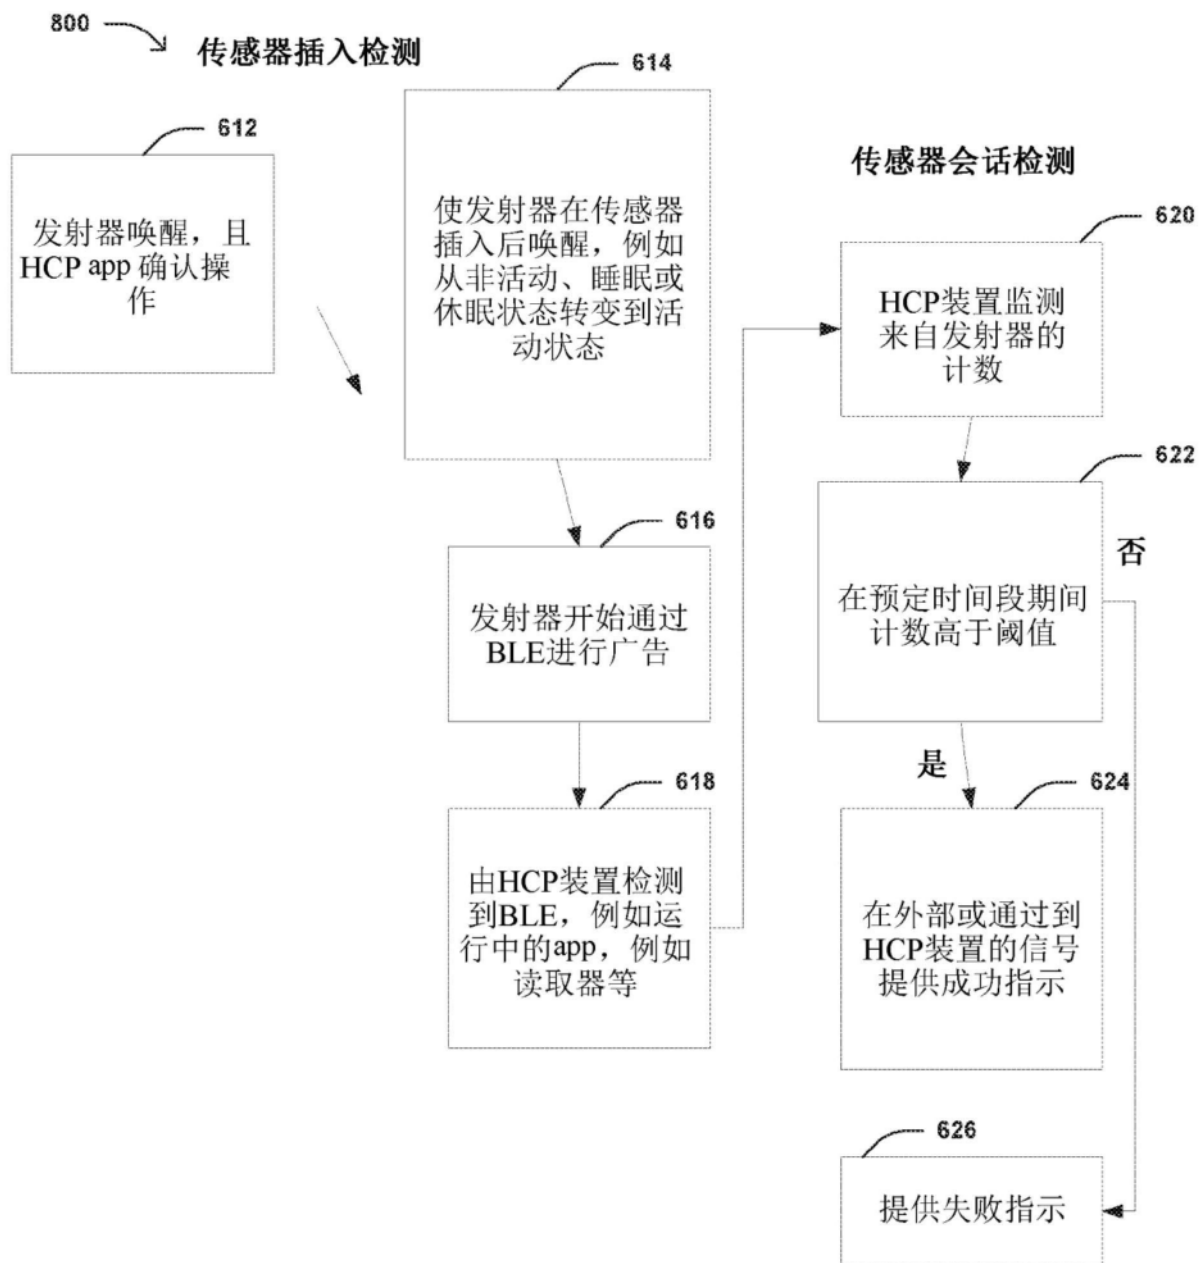 800
传感器插入检测
612
发射器唤醒，且
HCP app 确认操
作
614
使发射器在传感器
插入后唤醒，例如
从非活动、睡眠或
休眠状态转变到活
动状态
616
发射器开始通过
BLE进行广告
618
由HCP装置检测
到BLE，例如运
行中的app，例如
读取器等
传感器会话检测
620
HCP装置监测
来自发射器的
计数
622
在预定时间段期间
计数高于阈值
否
是
624
在外部或通过到
HCP装置的信号
提供成功指示
626
提供失败指示